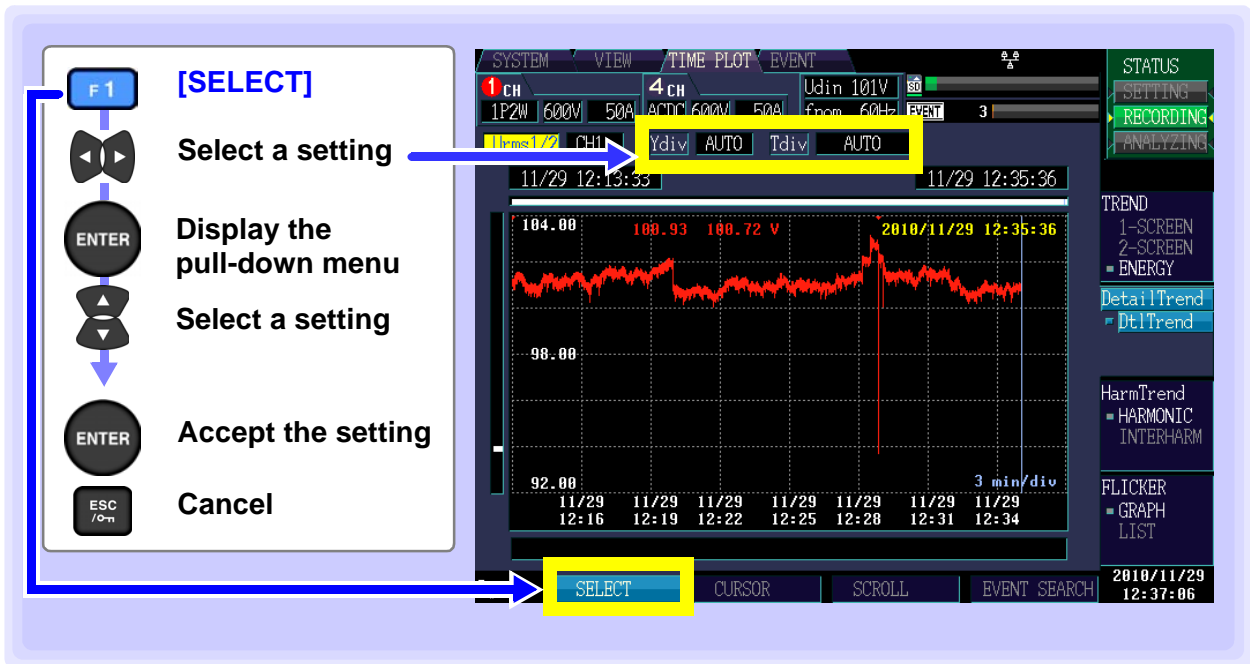 F 1
[SELECT]
Select a setting
ENTER
Display the
pull-down menu
Select a setting
ENTER
Accept the setting
ESC
Cancel
SYSTEM VIEW TIME PLOT EVENT
1 CH 4 CH Udin 101V SD
1P2W 600V 50A ACDC 600V 50A fnom 60Hz EVENT 3
Urms1/2 CH1 Ydiv AUTO Tdiv AUTO
11/29 12:13:33 11/29 12:35:36
104.00 100.93 100.72 V 2010/11/29 12:35:36
98.00
92.00 3 min/div
11/29 11/29 11/29 11/29 11/29 11/29 11/29
12:16 12:19 12:22 12:25 12:28 12:31 12:34
SELECT CURSOR SCROLL EVENT SEARCH
STATUS
SETTING
RECORDING
ANALYZING
TREND
1-SCREEN
2-SCREEN
ENERGY
DetailTrend
DtlTrend
HarmTrend
HARMONIC
INTERHARM
FLICKER
GRAPH
LIST
2010/11/29
12:37:06